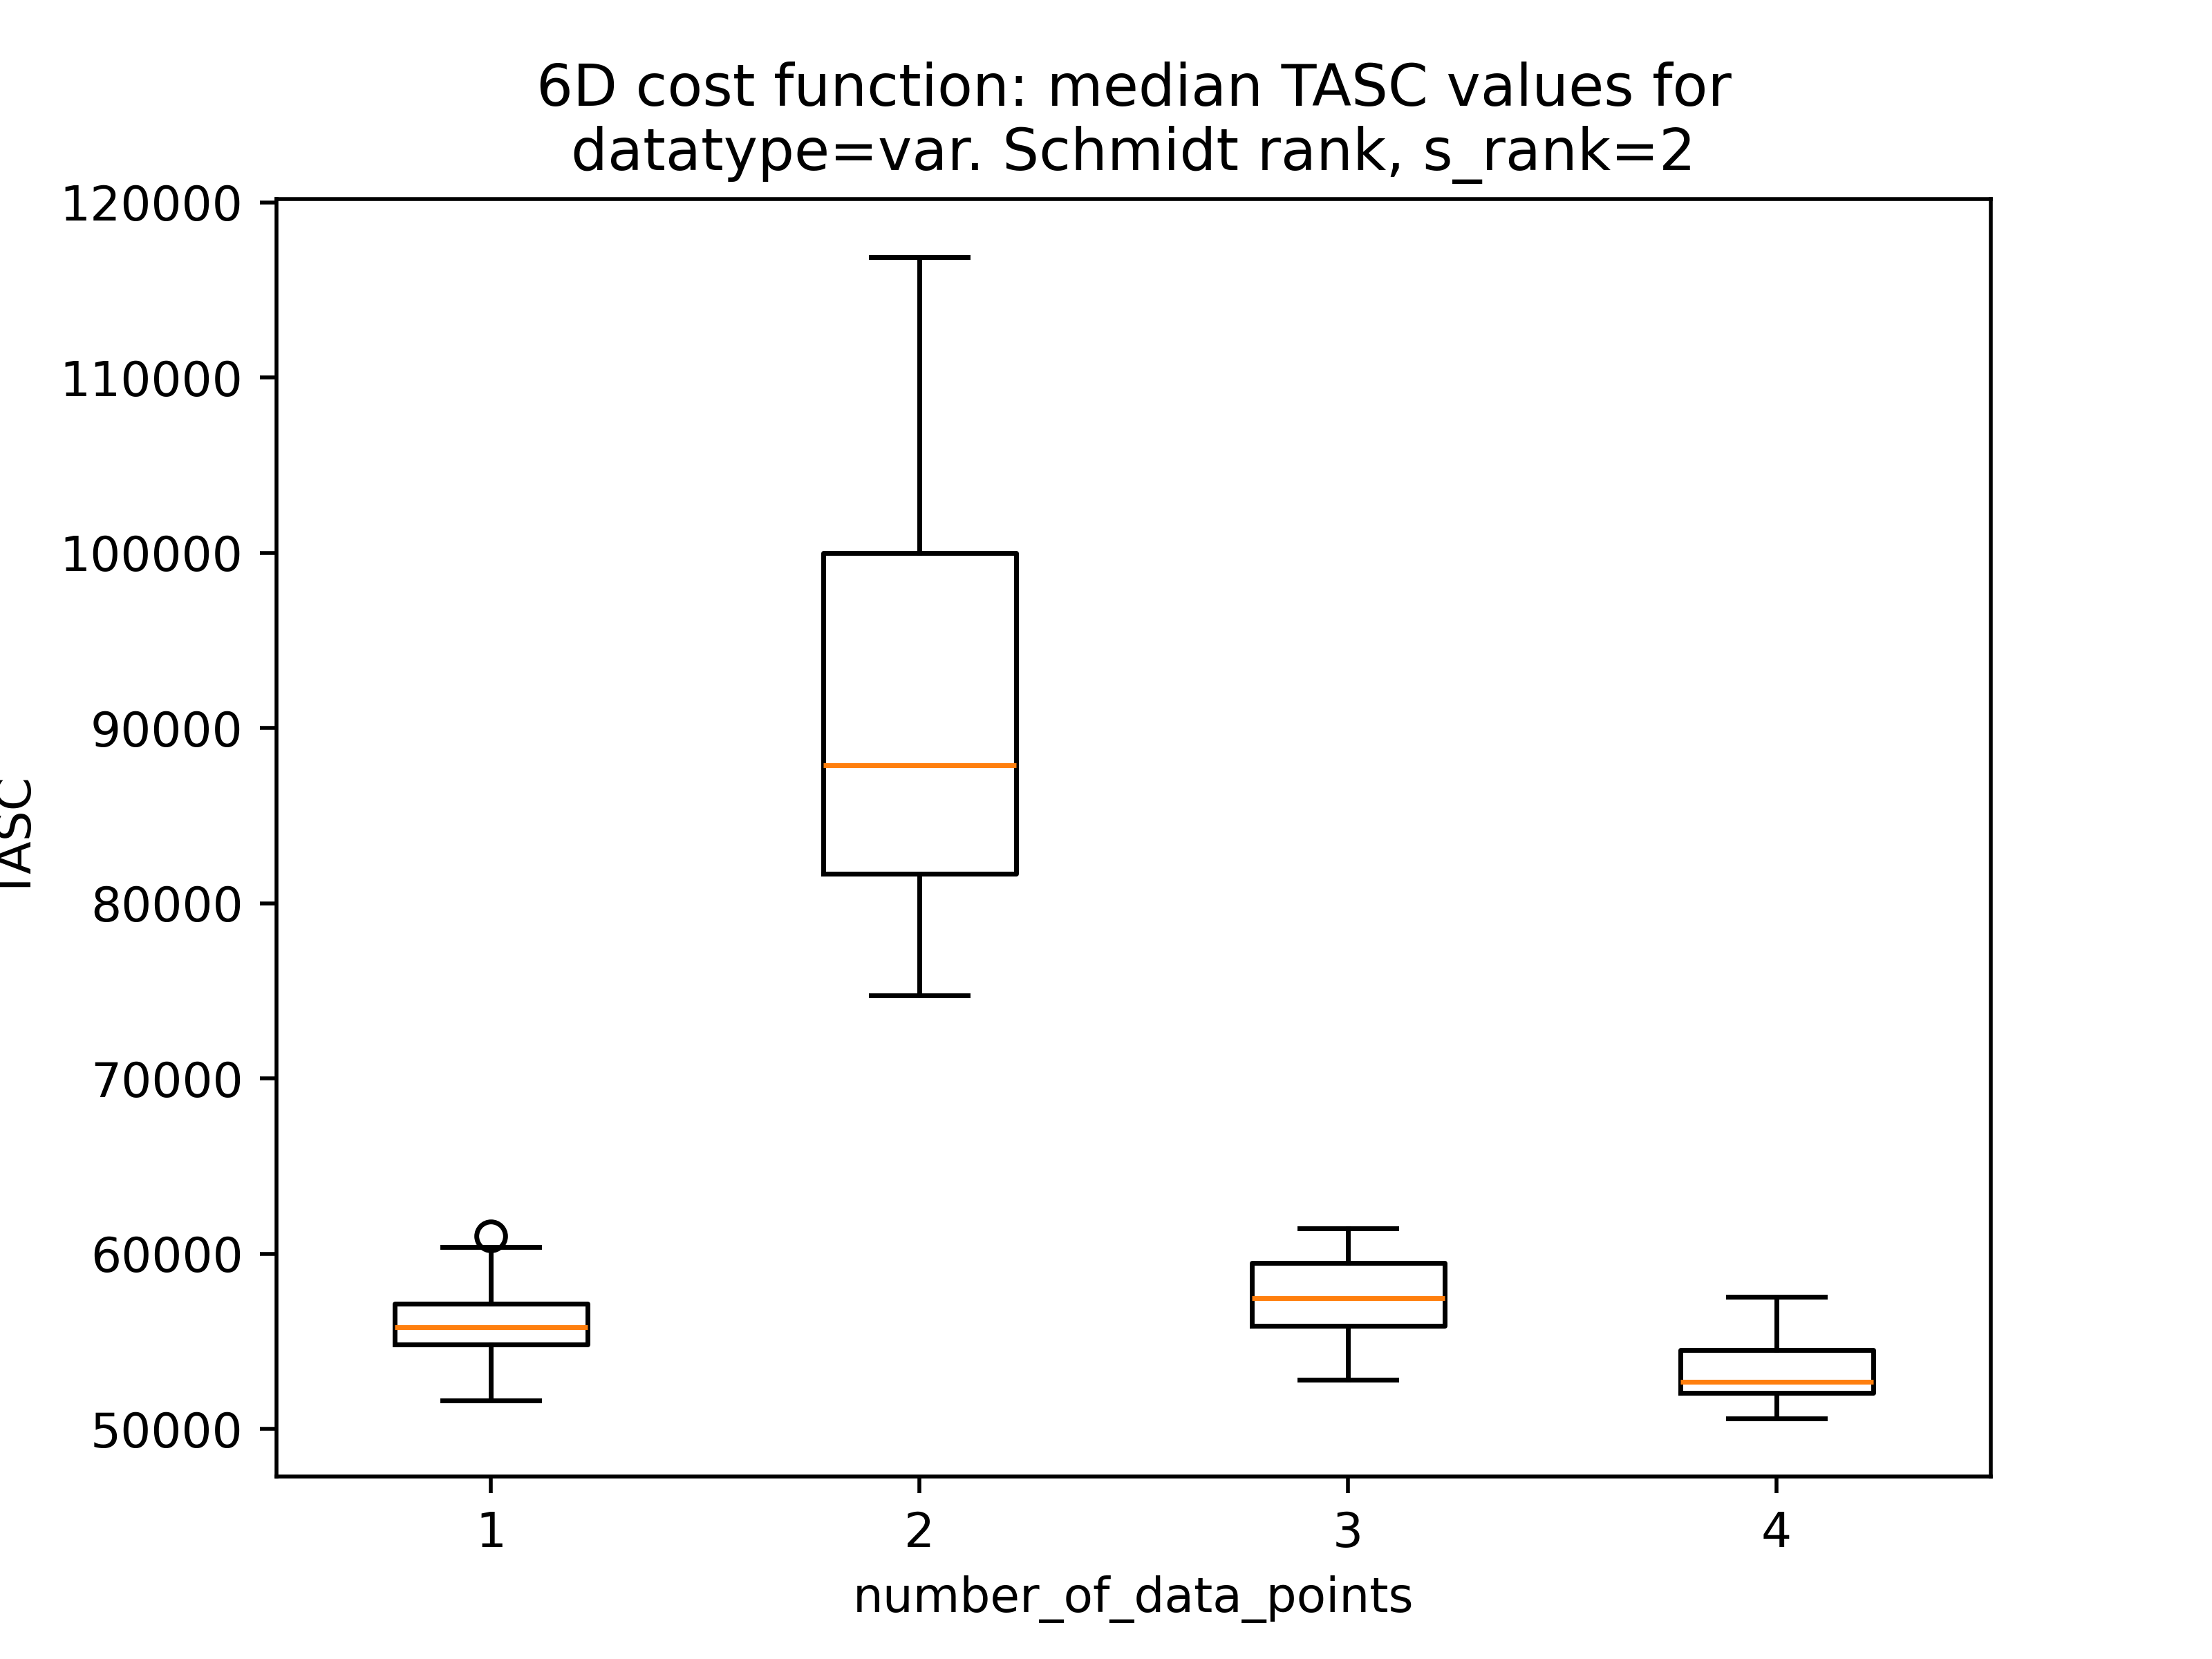 6D cost function: median TASC values for
datatype=var. Schmidt rank, s_rank=2
120000
110000
100000
90000
80000
70000
60000
50000
TASC
1 2 3 4
number_of_data_points